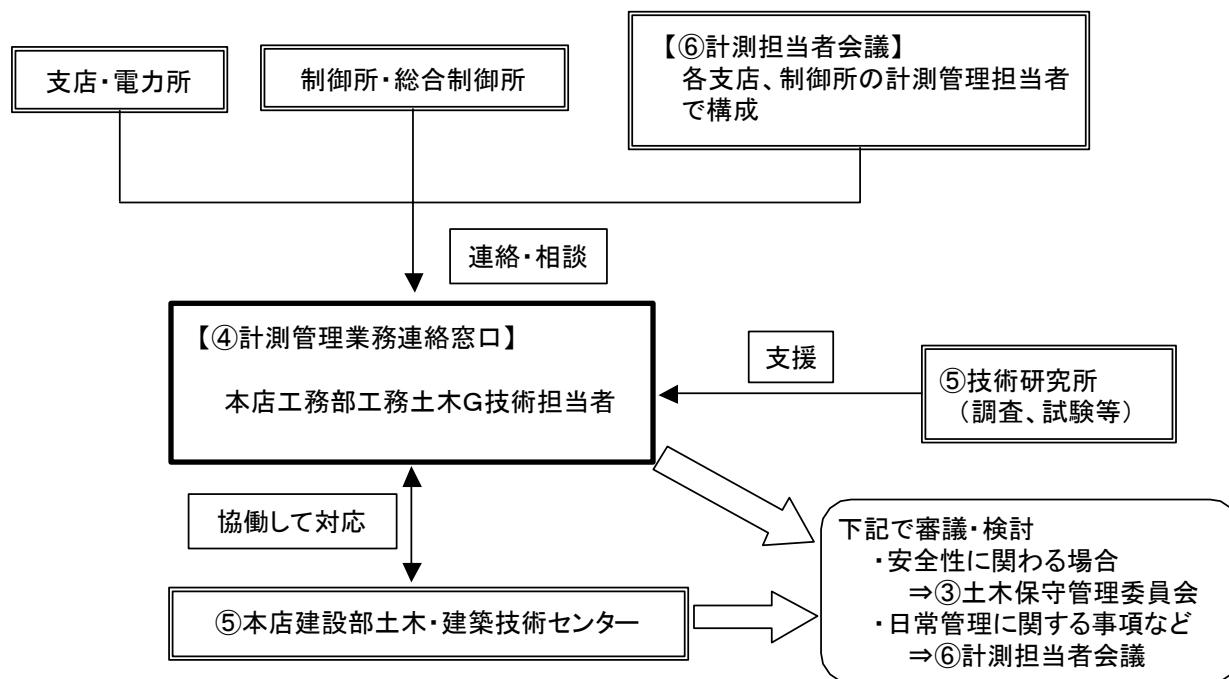 支店・電力所
制御所・総合制御所
【⑥計測担当者会議】
各支店、制御所の計測管理担当者
で構成
連絡・相談
【④計測管理業務連絡窓口】
本店工務部工務土木G技術担当者
支援
⑤技術研究所
（調査、試験等）
協働して対応
⑤本店建設部土木・建築技術センター
下記で審議・検討
・安全性に関わる場合
⇒③土木保守管理委員会
・日常管理に関する事項など
⇒⑥計測担当者会議